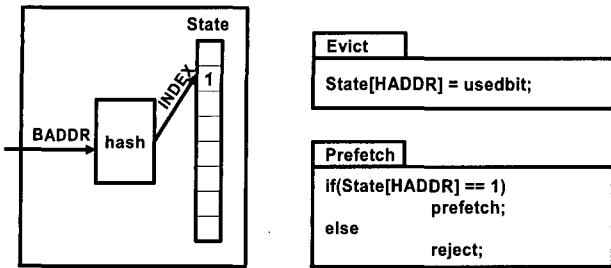 State
1
INDEX
BADDR
hash
Evict
State[HADDR] = usedbit;
Prefetch
if(State[HADDR] == 1)
prefetch;
else
reject;